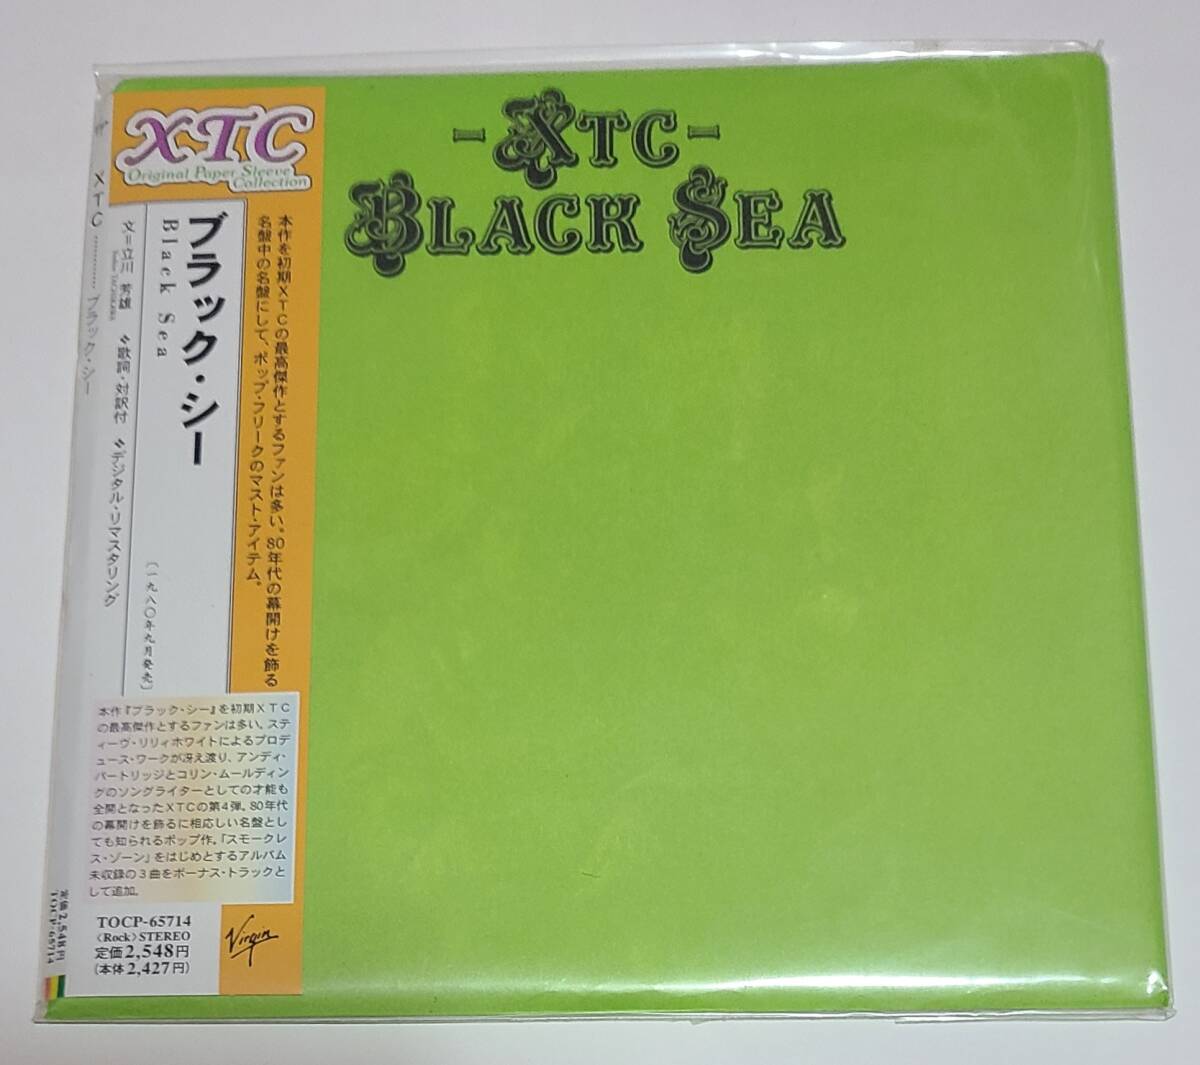 - XTC -
BLACK SEA
XTC
Original Paper Sleeve
Collection
本作を初期XTCの最高傑作とするファンは多い。80年代の幕開けを飾る
名盤中の名盤にして、ポップ・フリークのマスト・アイテム。
ブラック・シー
Black Sea
[一九八〇年九月発売]
文=立川 芳雄 ❖歌詞・対訳付 ❖デジタル・リマスタリング
XTC ………… ブラック・シー
本作『ブラック・シー』を初期XTC
の最高傑作とするファンは多い。ステ
ィーヴ・リリィホワイトによるプロデ
ュース・ワークが冴え渡り、アンディ・
パートリッジとコリン・ムールディン
グのソングライターとしての才能も
全開となったXTCの第4弾。80年代
の幕開けを飾るに相応しい名盤とし
ても知られるポップ作。「スモークレ
ス・ゾーン」をはじめとするアルバム
未収録の3曲をボーナス・トラックと
して追加。
TOCP-65714
〈Rock〉STEREO
定価2,548円
(本体2,427円)
Virgin
定価2,548円
TOCP-65714